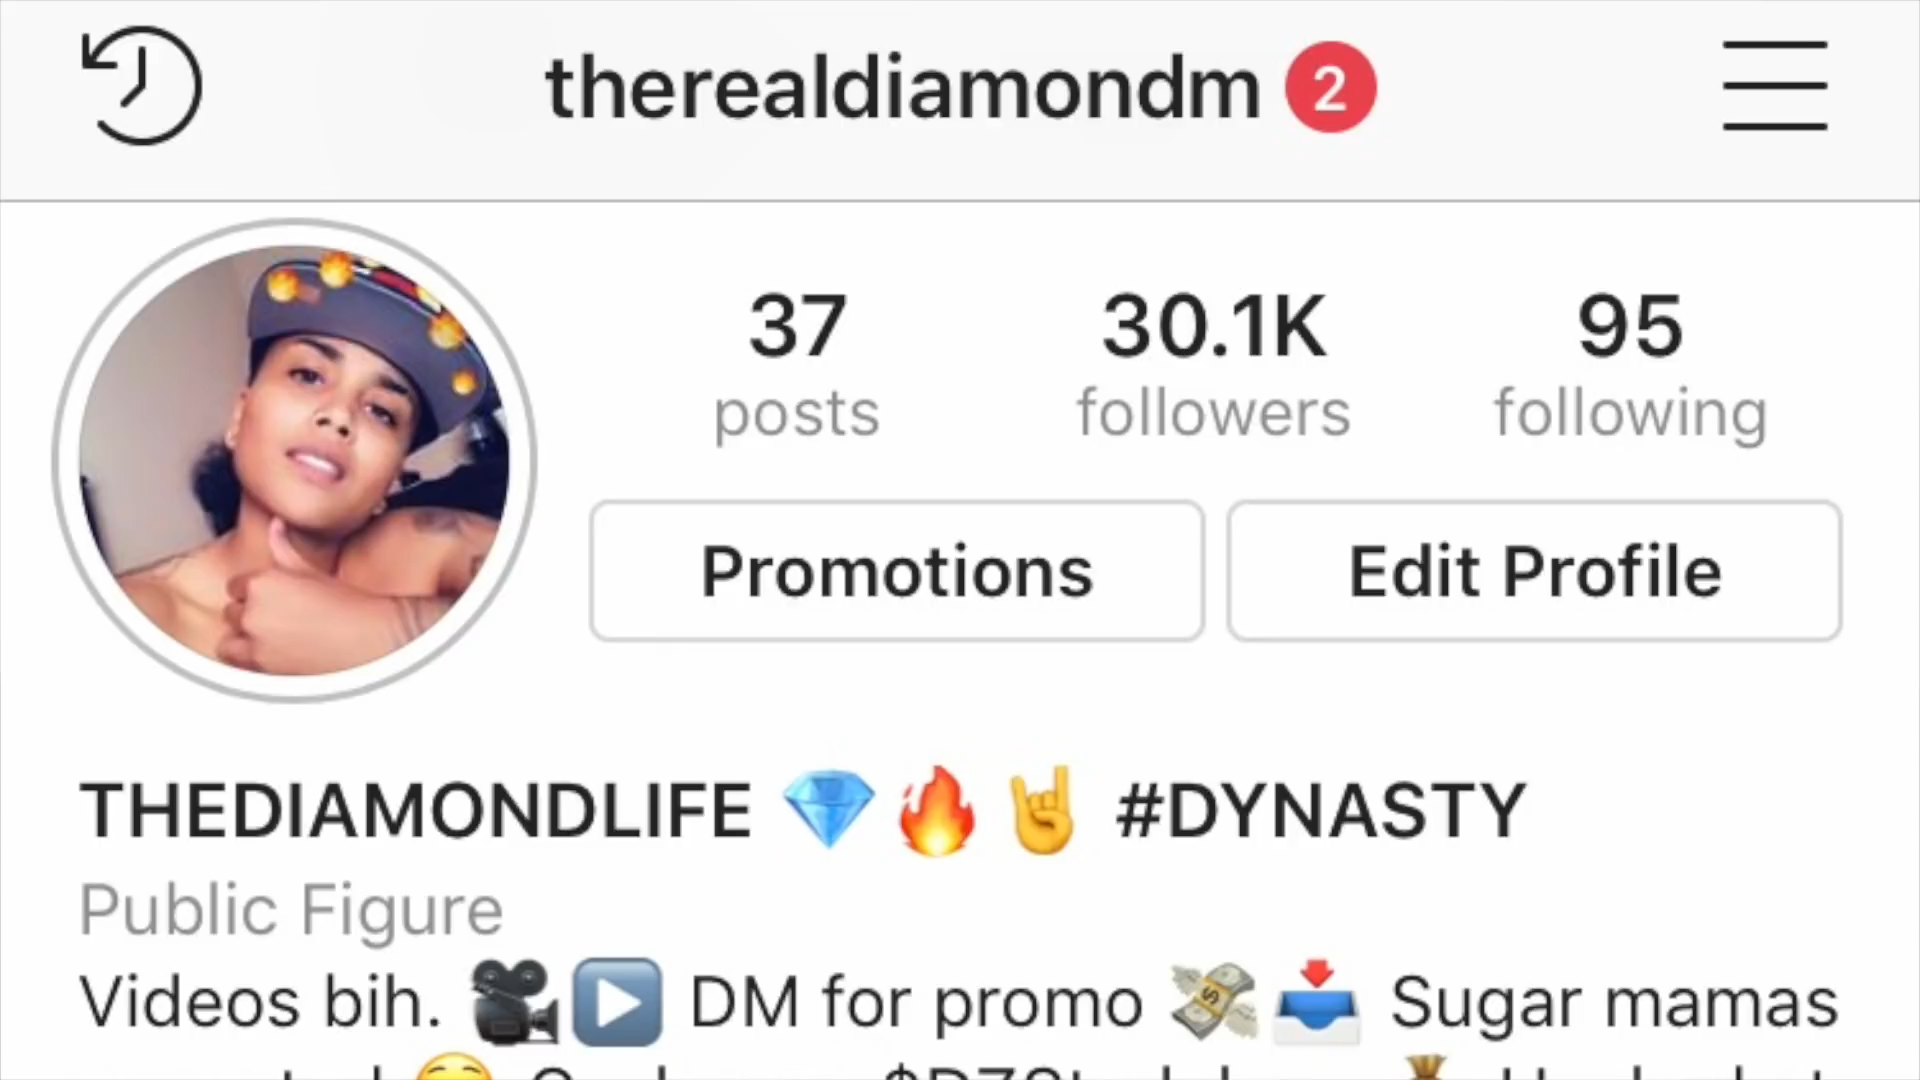 therealdiamondm 2
37 30.1K 95
posts followers following
Promotions Edit Profile
THEDIAMONDLIFE 💎 🔥 🤘 #DYNASTY
Public Figure
Videos bih. 🎥▶️ DM for promo 💸📥 Sugar mamas